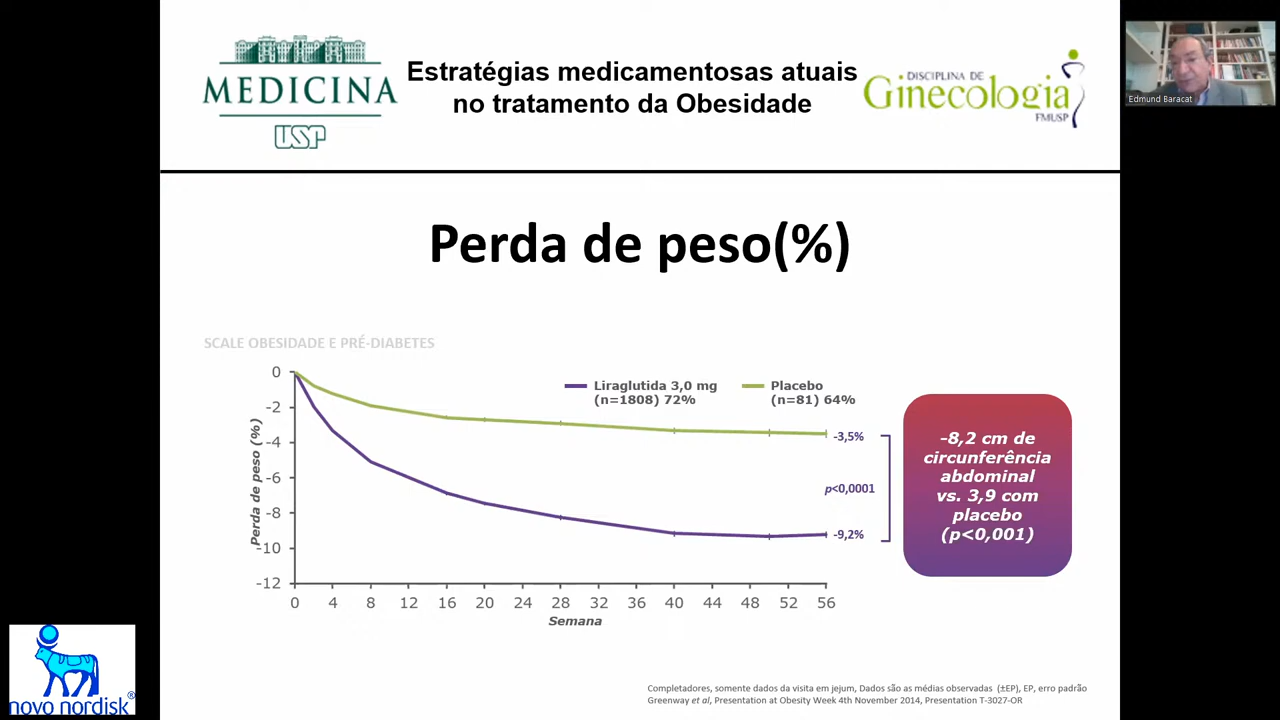 MEDICINA
USP
Estratégias medicamentosas atuais
no tratamento da Obesidade
DISCIPLINA DE
Ginecologia
FMUSP
Edmund Baracat
Perda de peso(%)
SCALE OBESIDADE E PRÉ-DIABETES
Liraglutida 3,0 mg
(n=1808) 72%
Placebo
(n=81) 64%
Perda de peso (%)
0
-2
-4
-6
-8
-10
-12
-3,5%
p<0,0001
-9,2%
0 4 8 12 16 20 24 28 32 36 40 44 48 52 56
Semana
-8,2 cm de
circunferência
abdominal
vs. 3,9 com
placebo
(p<0,001)
Completadores, somente dados da visita em jejum, Dados são as médias observadas (±EP), EP, erro padrão
Greenway et al, Presentation at Obesity Week 4th November 2014, Presentation T-3027-OR
novo nordisk®